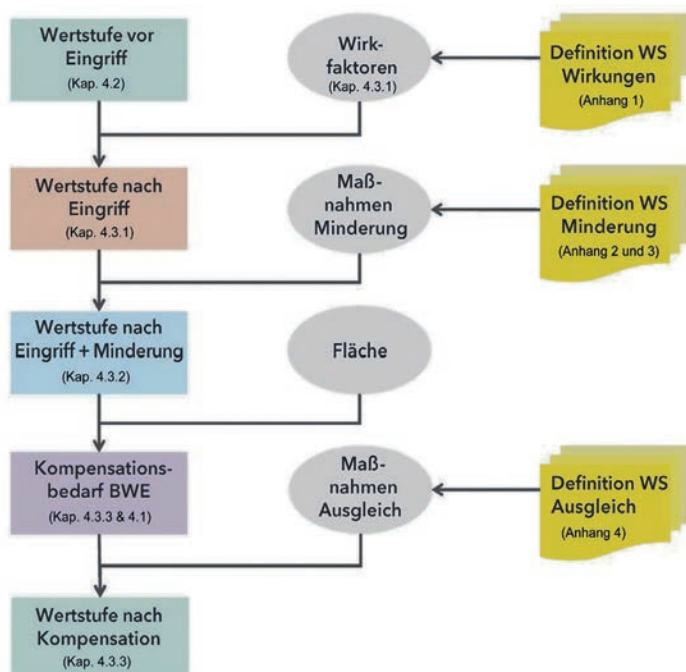 Wertstufe vor
Eingriff
(Kap. 4.2)
Wirk-
faktoren
(Kap. 4.3.1)
Definition WS
Wirkungen
(Anhang 1)
Wertstufe nach
Eingriff
(Kap. 4.3.1)
Maß-
nahmen
Minderung
Definition WS
Minderung
(Anhang 2 und 3)
Wertstufe nach
Eingriff + Minderung
(Kap. 4.3.2)
Fläche
Kompensations-
bedarf BWE
(Kap. 4.3.3 & 4.1)
Maß-
nahmen
Ausgleich
Definition WS
Ausgleich
(Anhang 4)
Wertstufe nach
Kompensation
(Kap. 4.3.3)